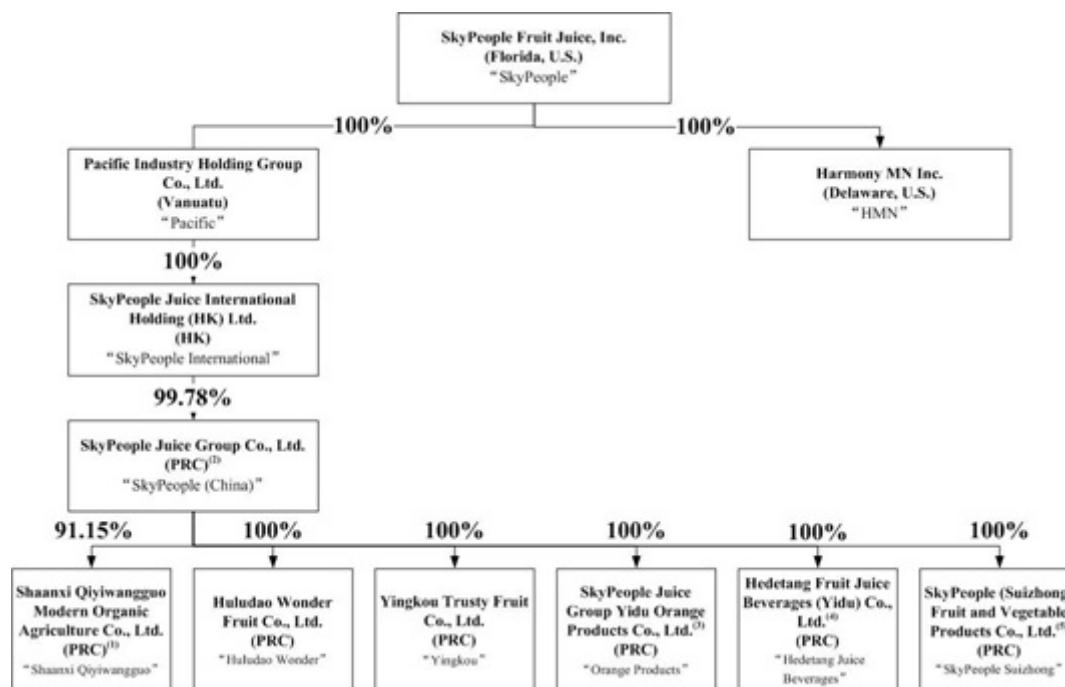 SkyPeople Fruit Juice, Inc.
(Florida, U.S.)
“SkyPeople”
100%
100%
Pacific Industry Holding Group
Co., Ltd.
(Vanuatu)
“Pacific”
Harmony MN Inc.
(Delaware, U.S.)
“HMN”
100%
SkyPeople Juice International
Holding (HK) Ltd.
(HK)
“SkyPeople International”
99.78%
SkyPeople Juice Group Co., Ltd.
(PRC)(2)
“SkyPeople (China)”
91.15%
100%
100%
100%
100%
100%
Shaanxi Qiyiwangguo
Modern Organic
Agriculture Co., Ltd.
(PRC)(1)
“Shaanxi Qiyiwangguo”
Huludao Wonder
Fruit Co., Ltd.
(PRC)
“Huludao Wonder”
Yingkou Trusty Fruit
Co., Ltd.
(PRC)
“Yingkou”
SkyPeople Juice
Group Yidu Orange
Products Co., Ltd.(3)
(PRC)
“Orange Products”
Hedetang Fruit Juice
Beverages (Yidu) Co.,
Ltd.(4)
(PRC)
“Hedetang Juice
Beverages”
SkyPeople (Suizhong)
Fruit and Vegetable
Products Co., Ltd.(5)
(PRC)
“SkyPeople Suizhong”